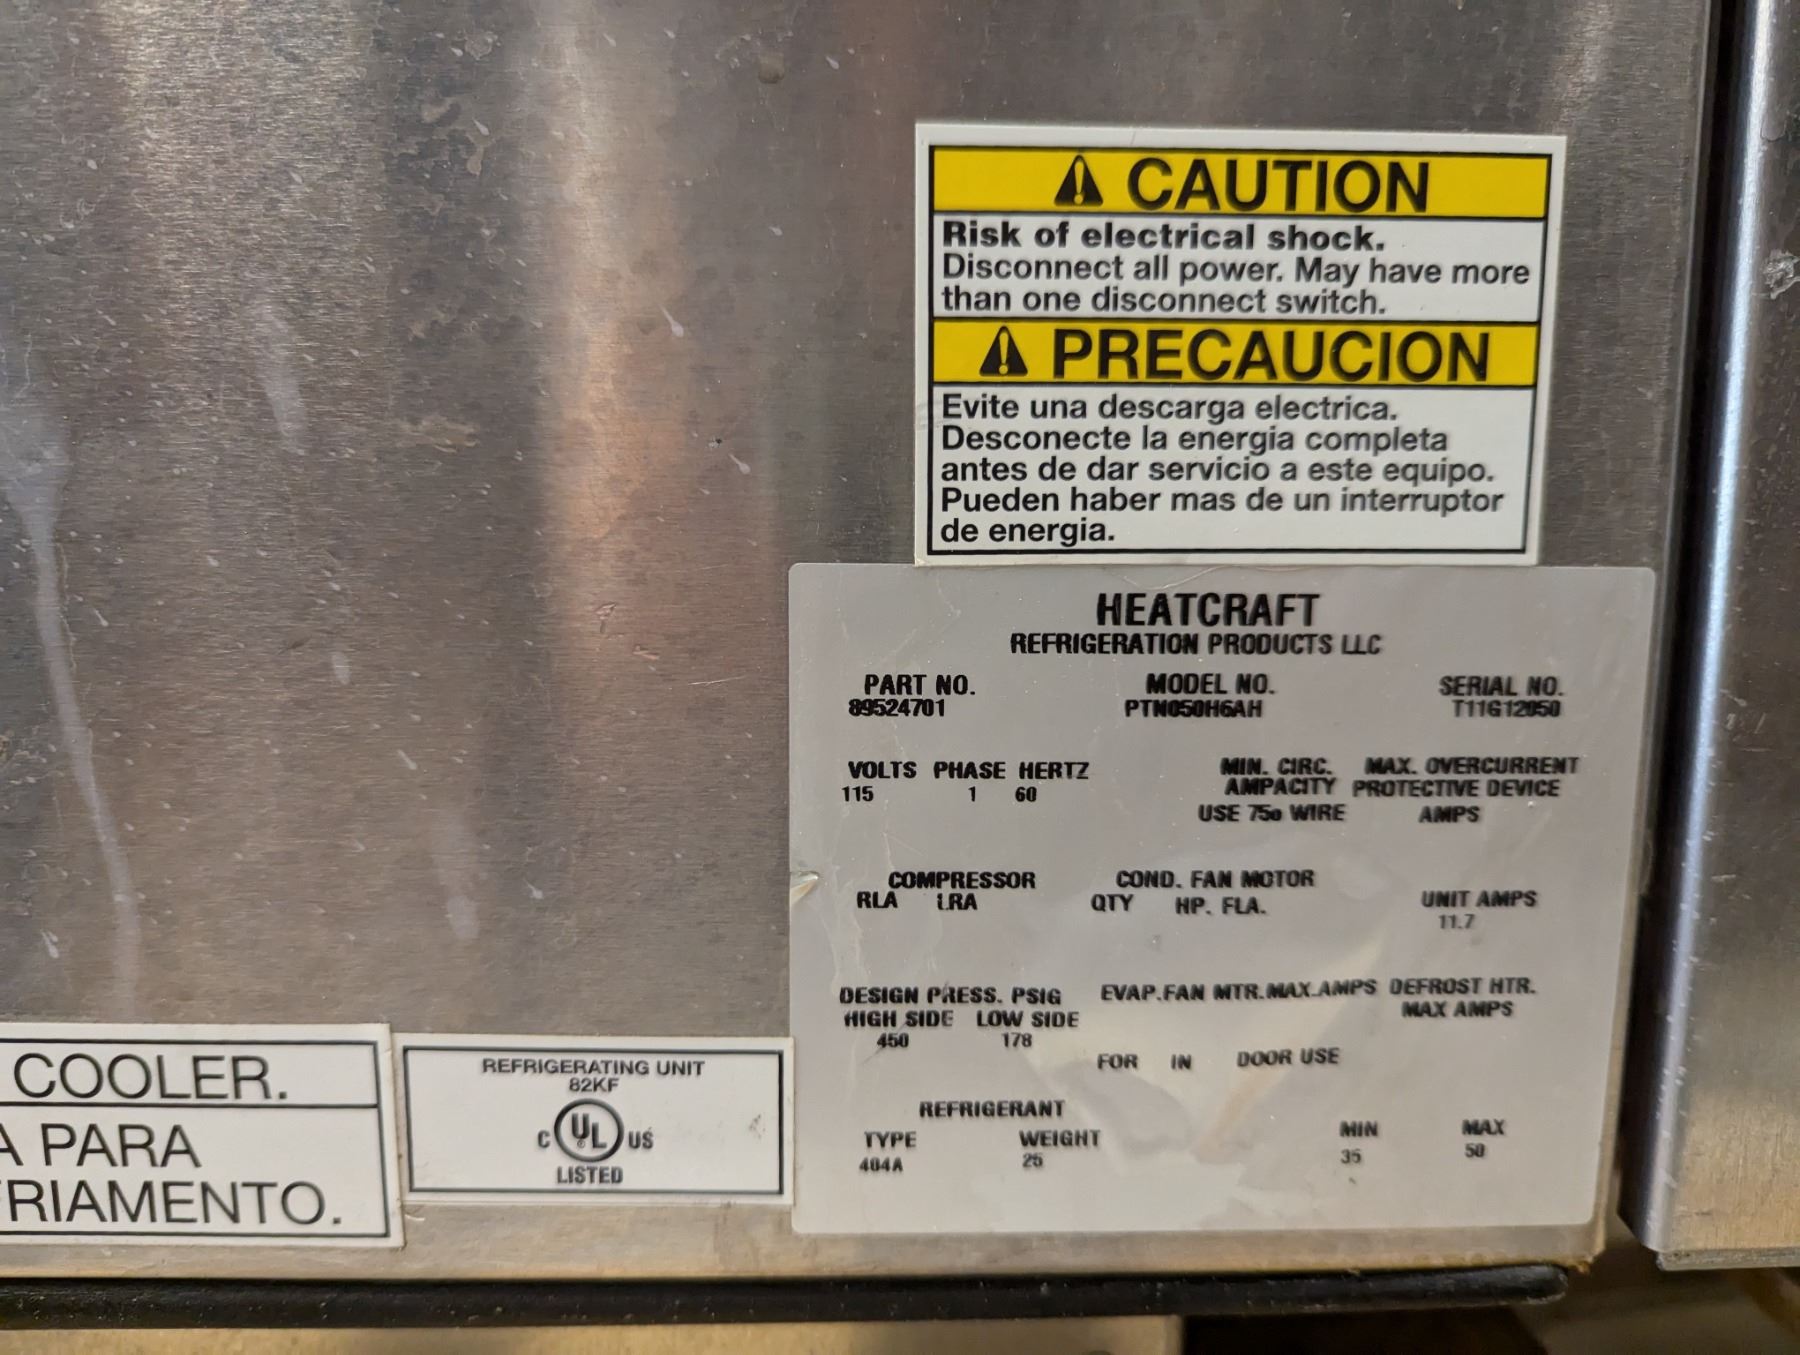 CAUTION
Risk of electrical shock.
Disconnect all power. May have more
than one disconnect switch.
PRECAUCION
Evite una descarga electrica.
Desconecte la energia completa
antes de dar servicio a este equipo.
Pueden haber mas de un interruptor
de energia.
HEATCRAFT
REFRIGERATION PRODUCTS LLC
PART NO. MODEL NO. SERIAL NO.
89524701 PTN050H6AH T11G12050
VOLTS PHASE HERTZ MIN. CIRC. MAX. OVERCURRENT
115 1 60 AMPACITY PROTECTIVE DEVICE
USE 75o WIRE AMPS
COMPRESSOR COND. FAN MOTOR
RLA LRA QTY HP. FLA. UNIT AMPS
11.7
DESIGN PRESS. PSIG EVAP.FAN MTR.MAX.AMPS DEFROST HTR.
HIGH SIDE LOW SIDE MAX AMPS
450 178
FOR IN DOOR USE
REFRIGERANT
TYPE WEIGHT MIN MAX
404A 25 35 50
COOLER.
A PARA
FRIAMENTO.
REFRIGERATING UNIT
82KF
C UL US
LISTED